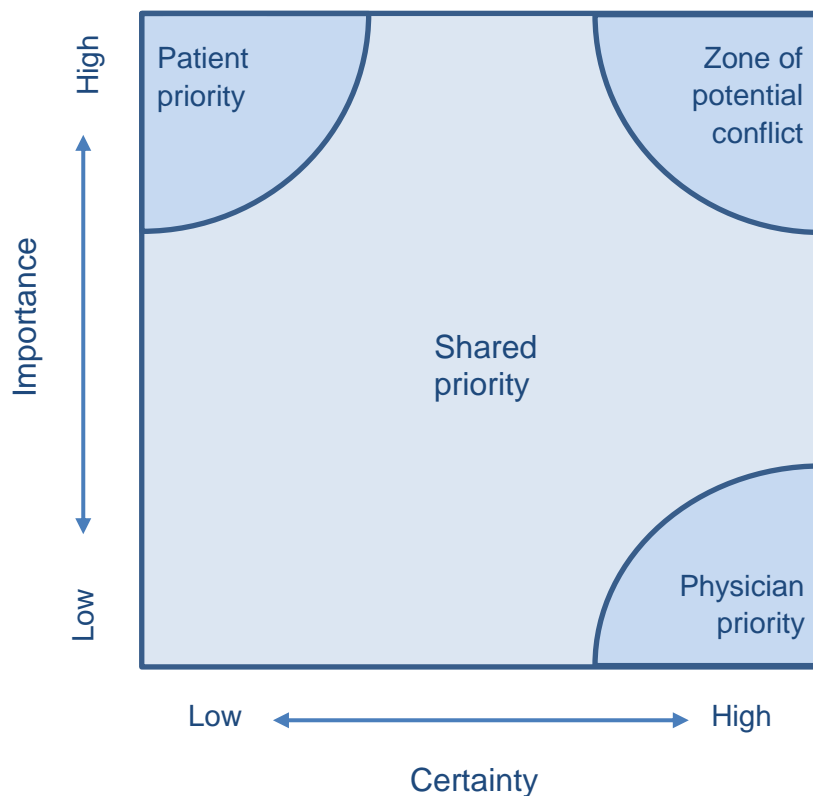 High
Importance
Low
Patient
priority
Zone of
potential
conflict
Shared
priority
Physician
priority
Low
High
Certainty